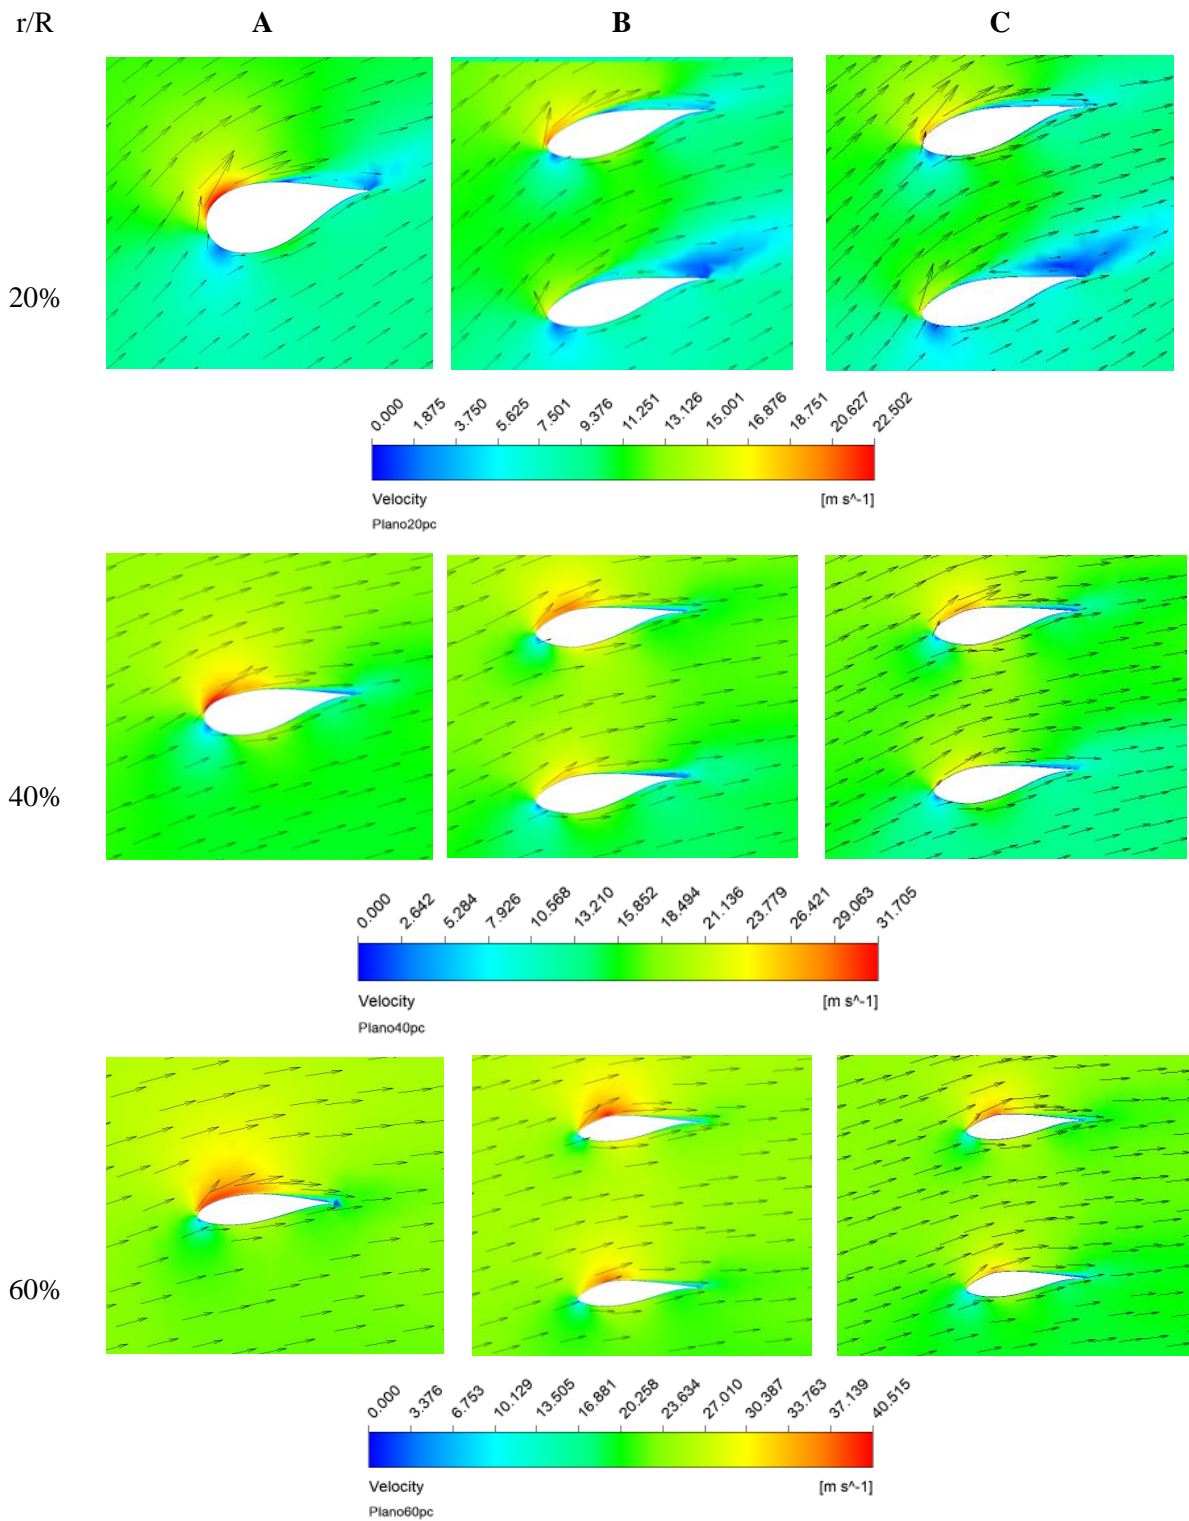 r/R A B C
20%
0.000 1.875 3.750 5.625 7.501 9.376 11.251 13.126 15.001 16.876 18.751 20.627 22.502
Velocity [m s^-1]
Plano20pc
40%
0.000 2.642 5.284 7.926 10.568 13.210 15.852 18.494 21.136 23.779 26.421 29.063 31.705
Velocity [m s^-1]
Plano40pc
60%
0.000 3.376 6.753 10.129 13.505 16.881 20.258 23.634 27.010 30.387 33.763 37.139 40.515
Velocity [m s^-1]
Plano60pc